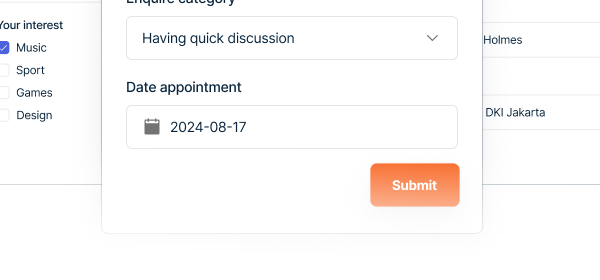 Enquire category
Your interest
Having quick discussion
Holmes
Music
Sport
Date appointment
Games
DKI Jakarta
Design
2024-08-17
Submit